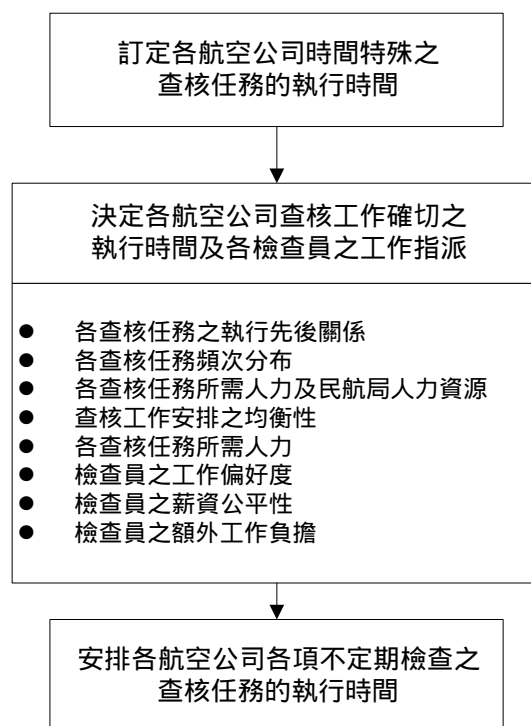 訂定各航空公司時間特殊之
查核任務的執行時間
決定各航空公司查核工作確切之
執行時間及各檢查員之工作指派
● 各查核任務之執行先後關係
● 各查核任務頻次分布
● 各查核任務所需人力及民航局人力資源
● 查核工作安排之均衡性
● 各查核任務所需人力
● 檢查員之工作偏好度
● 檢查員之薪資公平性
● 檢查員之額外工作負擔
安排各航空公司各項不定期檢查之
查核任務的執行時間